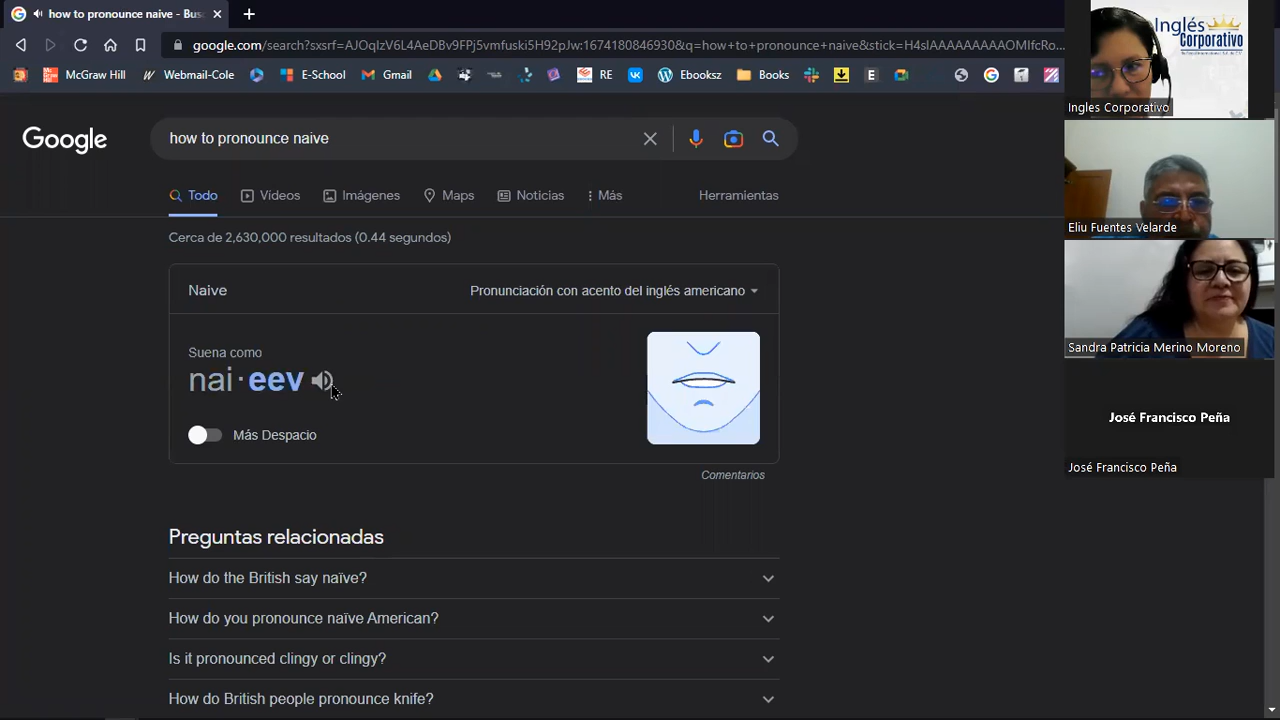 how to pronounce naive - Bus
google.com/search?sxsrf=AJOqlzV6L4AeDBv9FPj5vmfuski5H92pJw:1674180846930&q=how+to+pronounce+naive&stick=H4sIAAAAAAAAAOMIfcRo...
McGraw Hill
Webmail-Cole
E-School
Gmail
RE
Ebooksz
Books
Google
how to pronounce naive
Todo
Vídeos
Imágenes
Maps
Noticias
Más
Herramientas
Cerca de 2,630,000 resultados (0.44 segundos)
Naive
Pronunciación con acento del inglés americano
Suena como
nai·eev
Más Despacio
Comentarios
Preguntas relacionadas
How do the British say naïve?
How do you pronounce naïve American?
Is it pronounced clingy or clingy?
How do British people pronounce knife?
Inglés
Corporativo
Ingles Corporativo
Eliu Fuentes Velarde
Sandra Patricia Merino Moreno
José Francisco Peña
José Francisco Peña